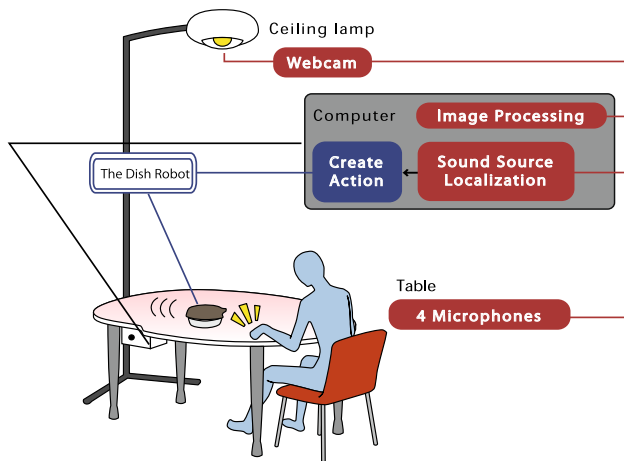 Ceiling lamp
Webcam
Computer
Image Processing
The Dish Robot
Create
Action
Sound Source
Localization
Table
4 Microphones